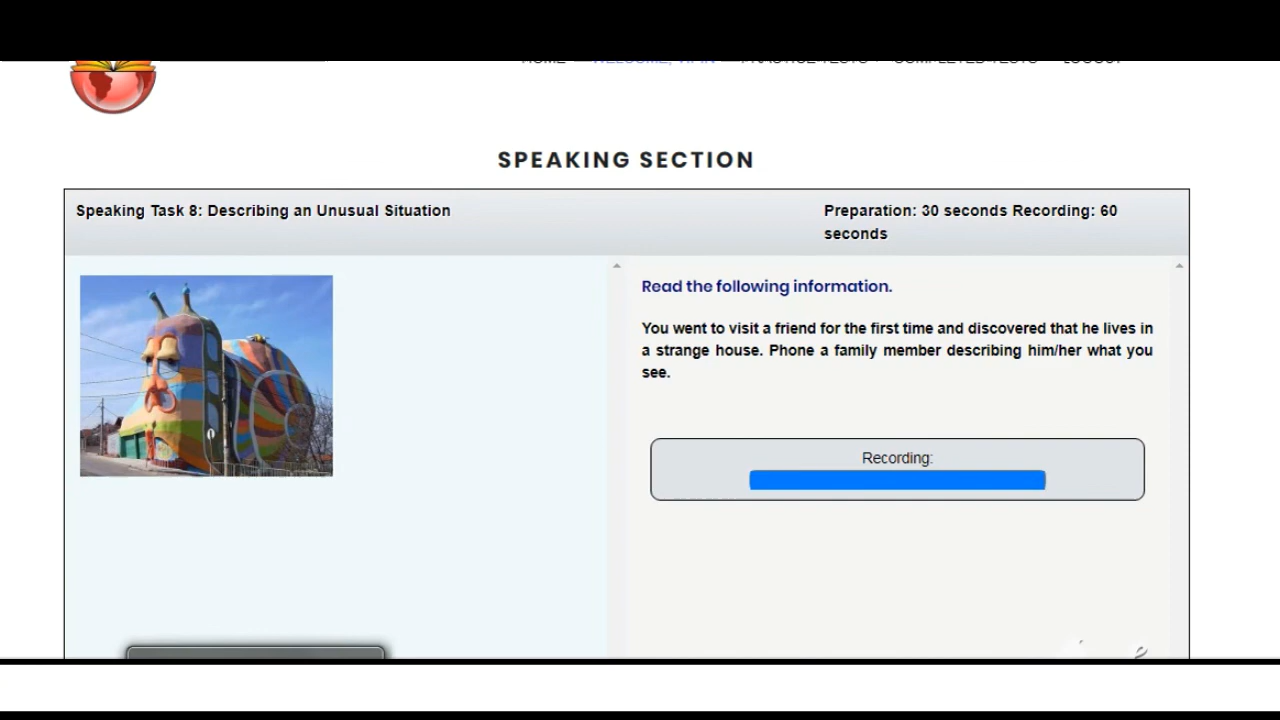 SPEAKING SECTION
Speaking Task 8: Describing an Unusual Situation
Preparation: 30 seconds Recording: 60
seconds
Read the following information.
You went to visit a friend for the first time and discovered that he lives in
a strange house. Phone a family member describing him/her what you
see.
Recording: